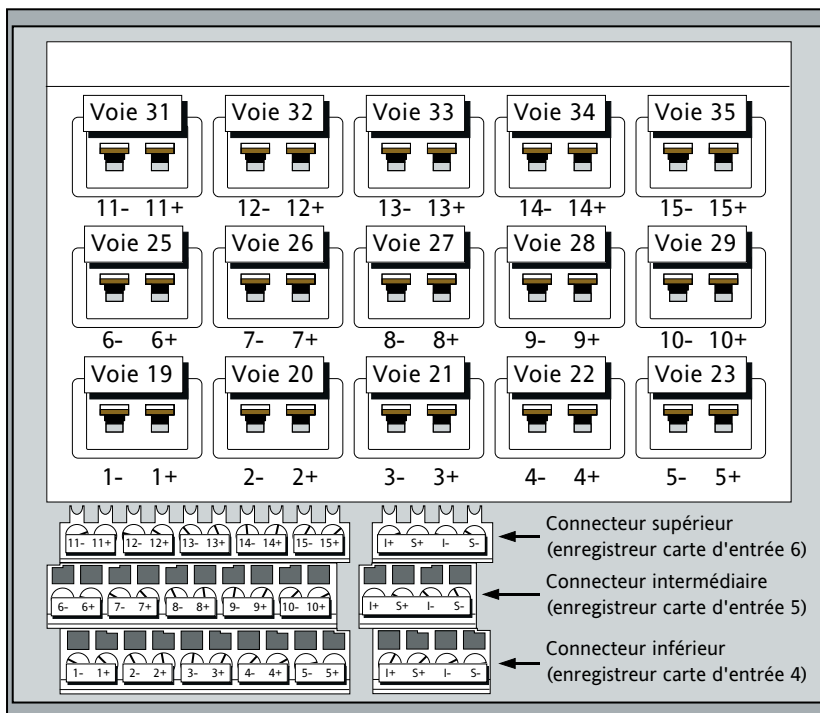 Voie 31 Voie 32 Voie 33 Voie 34 Voie 35
11- 11+ 12- 12+ 13- 13+ 14- 14+ 15- 15+
Voie 25 Voie 26 Voie 27 Voie 28 Voie 29
6- 6+ 7- 7+ 8- 8+ 9- 9+ 10- 10+
Voie 19 Voie 20 Voie 21 Voie 22 Voie 23
1- 1+ 2- 2+ 3- 3+ 4- 4+ 5- 5+
11- 11+ 12- 12+ 13- 13+ 14- 14+ 15- 15+ I+ S+ I- S-
Connecteur supérieur
(enregistreur carte d'entrée 6)
6- 6+ 7- 7+ 8- 8+ 9- 9+ 10- 10+ I+ S+ I- S-
Connecteur intermédiaire
(enregistreur carte d'entrée 5)
1- 1+ 2- 2+ 3- 3+ 4- 4+ 5- 5+ I+ S+ I- S-
Connecteur inférieur
(enregistreur carte d'entrée 4)